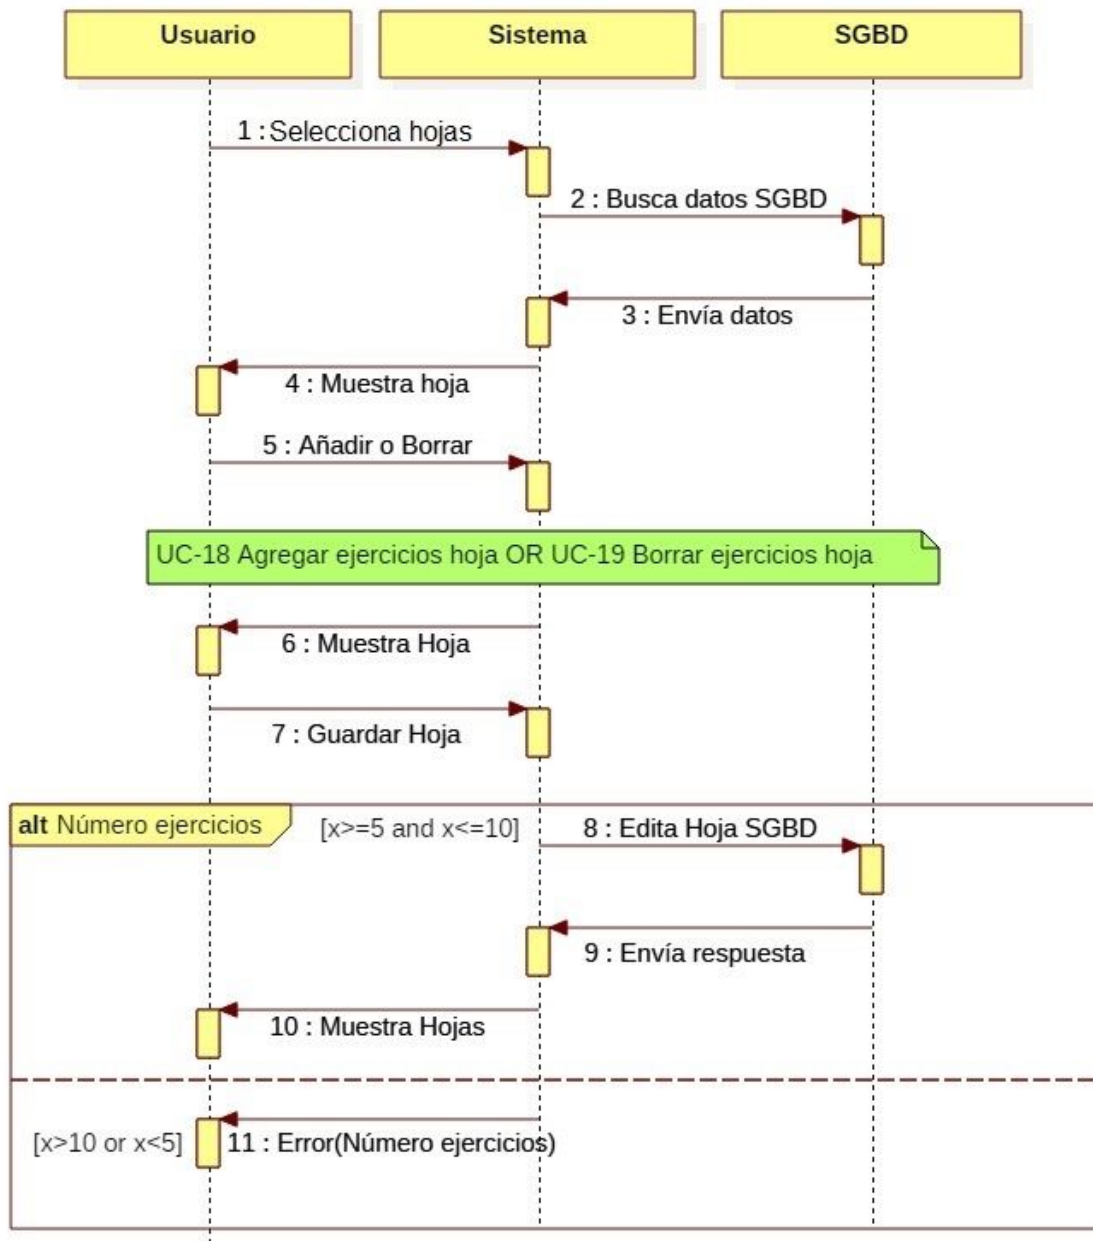 Usuario
Sistema
SGBD
1 : Selecciona hojas
2 : Busca datos SGBD
3 : Envía datos
4 : Muestra hoja
5 : Añadir o Borrar
UC-18 Agregar ejercicios hoja OR UC-19 Borrar ejercicios hoja
6 : Muestra Hoja
7 : Guardar Hoja
alt Número ejercicios
[x>=5 and x<=10]
8 : Edita Hoja SGBD
9 : Envía respuesta
10 : Muestra Hojas
[x>10 or x<5]
11 : Error(Número ejercicios)